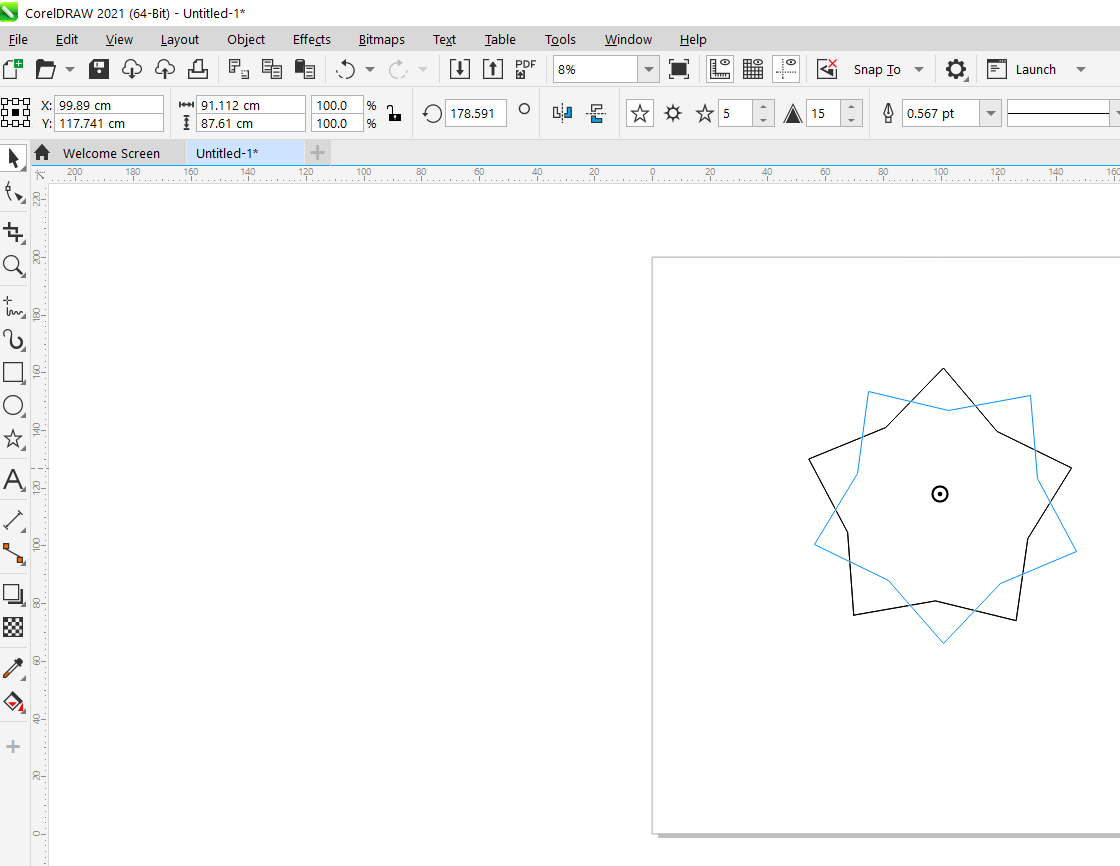 CorelDRAW 2021 (64-Bit) - Untitled-1*
File Edit View Layout Object Effects Bitmaps Text Table Tools Window Help
PDF 8% Snap To Launch
X: 99.89 cm 91.112 cm 100.0 % 178.591 5 15 0.567 pt
Y: 117.741 cm 87.61 cm 100.0 %
Welcome Screen Untitled-1*
200 180 160 140 120 100 80 60 40 20 0 20 40 60 80 100 120 140 160
220
200
180
160
140
120
100
80
60
40
20
0